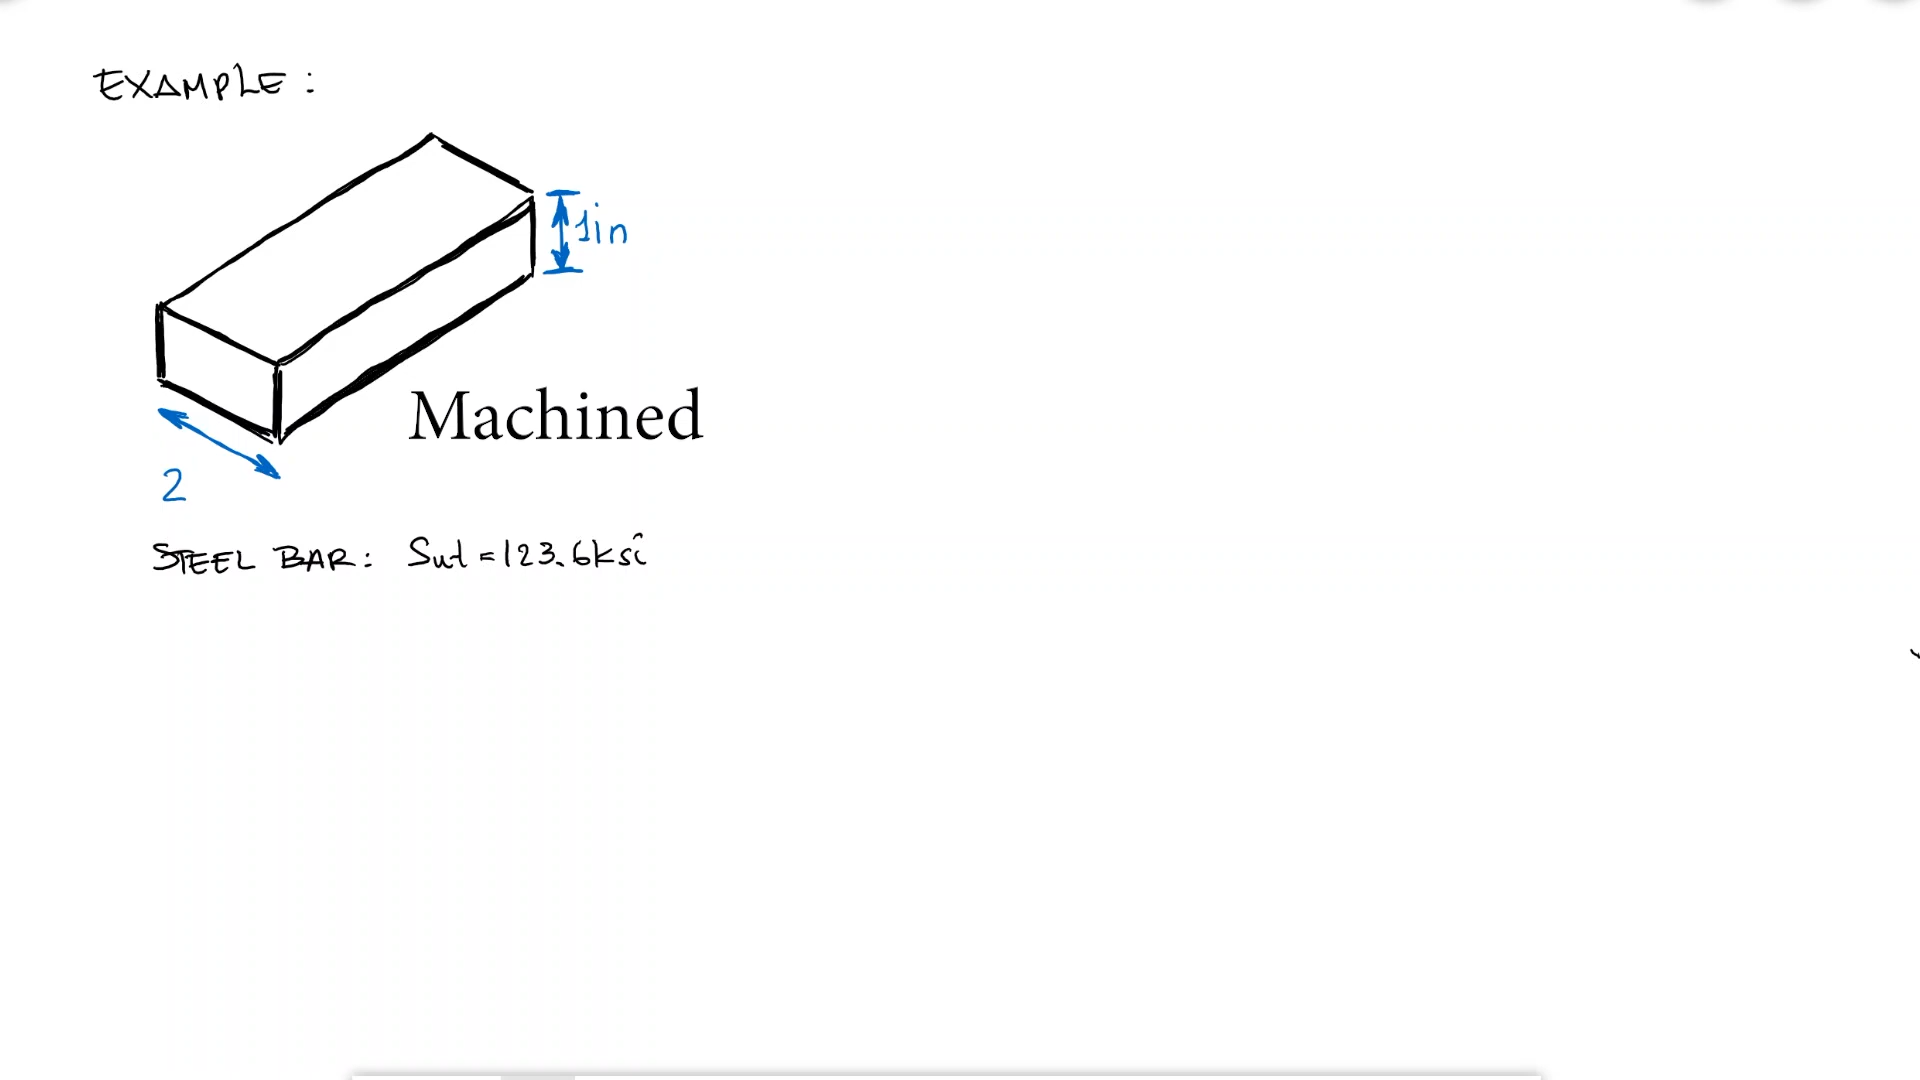 EXAMPLE :
1in
Machined
2
STEEL BAR: Sut = 123.6ksi